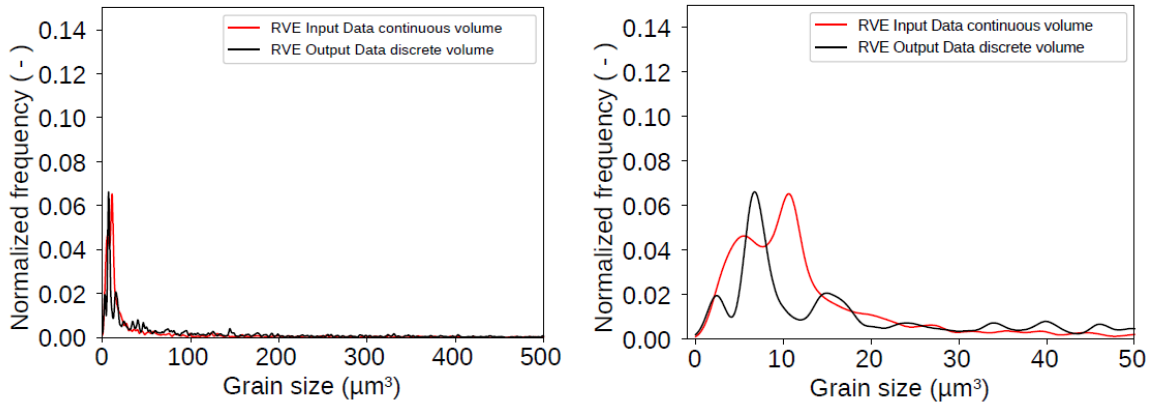 RVE Input Data continuous volume
RVE Output Data discrete volume
Normalized frequency ( - )
0.14
0.12
0.10
0.08
0.06
0.04
0.02
0.00
0 100 200 300 400 500
Grain size (µm³)
RVE Input Data continuous volume
RVE Output Data discrete volume
Normalized frequency ( - )
0.14
0.12
0.10
0.08
0.06
0.04
0.02
0.00
0 10 20 30 40 50
Grain size (µm³)